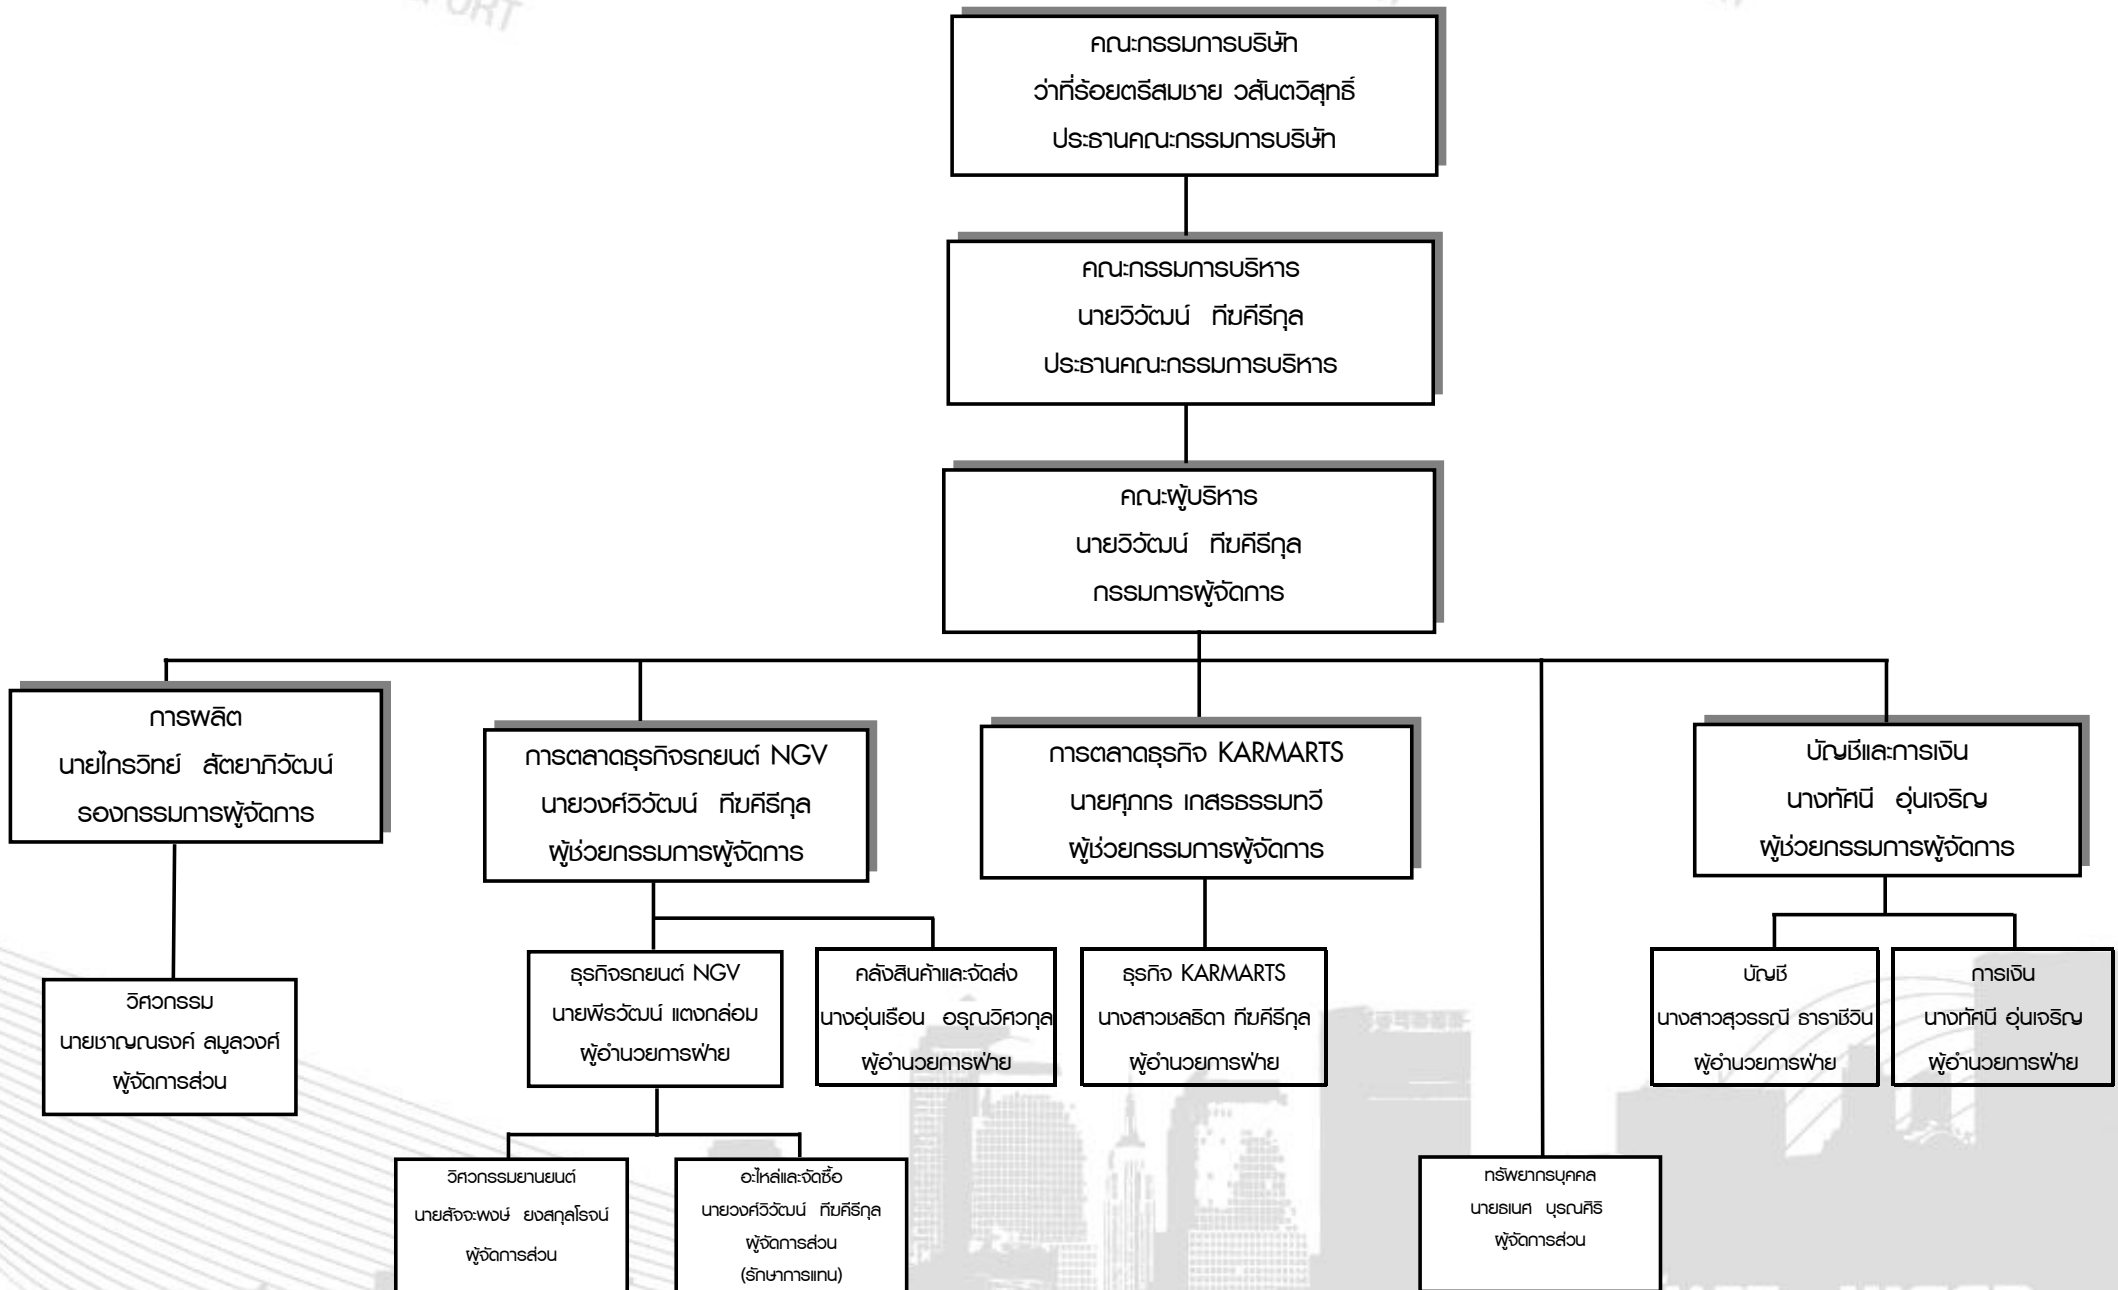 PORT
คณะกรรมการบริษัท
ว่าที่ร้อยตรีสมชาย วสันตวิสุทธิ์
ประธานคณะกรรมการบริษัท
คณะกรรมการบริหาร
นายวิวัฒน์ ทีฆคีรีกุล
ประธานคณะกรรมการบริหาร
คณะผู้บริหาร
นายวิวัฒน์ ทีฆคีรีกุล
กรรมการผู้จัดการ
การผลิต
นายไกรวิทย์ สัตยาภิวัฒน์
รองกรรมการผู้จัดการ
การตลาดธุรกิจรถยนต์ NGV
นายวงศ์วิวัฒน์ ทีฆคีรีกุล
ผู้ช่วยกรรมการผู้จัดการ
การตลาดธุรกิจ KARMARTS
นายศุภกร เกสรธรรมทวี
ผู้ช่วยกรรมการผู้จัดการ
บัญชีและการเงิน
นางทัศนี อุ่นเจริญ
ผู้ช่วยกรรมการผู้จัดการ
วิศวกรรม
นายชาญณรงค์ ลมูลวงศ์
ผู้จัดการส่วน
ธุรกิจรถยนต์ NGV
นายพีรวัฒน์ แตงกล่อม
ผู้อำนวยการฝ่าย
คลังสินค้าและจัดส่ง
นางอุ่นเรือน อรุณวิศวกุล
ผู้อำนวยการฝ่าย
ธุรกิจ KARMARTS
นางสาวชลธิดา ทีฆคีรีกุล
ผู้อำนวยการฝ่าย
บัญชี
นางสาวสุวรรณี ธาราชีวิน
ผู้อำนวยการฝ่าย
การเงิน
นางทัศนี อุ่นเจริญ
ผู้อำนวยการฝ่าย
วิศวกรรมยานยนต์
นายสัจจะพงษ์ ยงสกุลโรจน์
ผู้จัดการส่วน
อะไหล่และจัดซื้อ
นายวงศ์วิวัฒน์ ทีฆคีรีกุล
ผู้จัดการส่วน
(รักษาการแทน)
ทรัพยากรบุคคล
นายธเนศ บุรณศิริ
ผู้จัดการส่วน